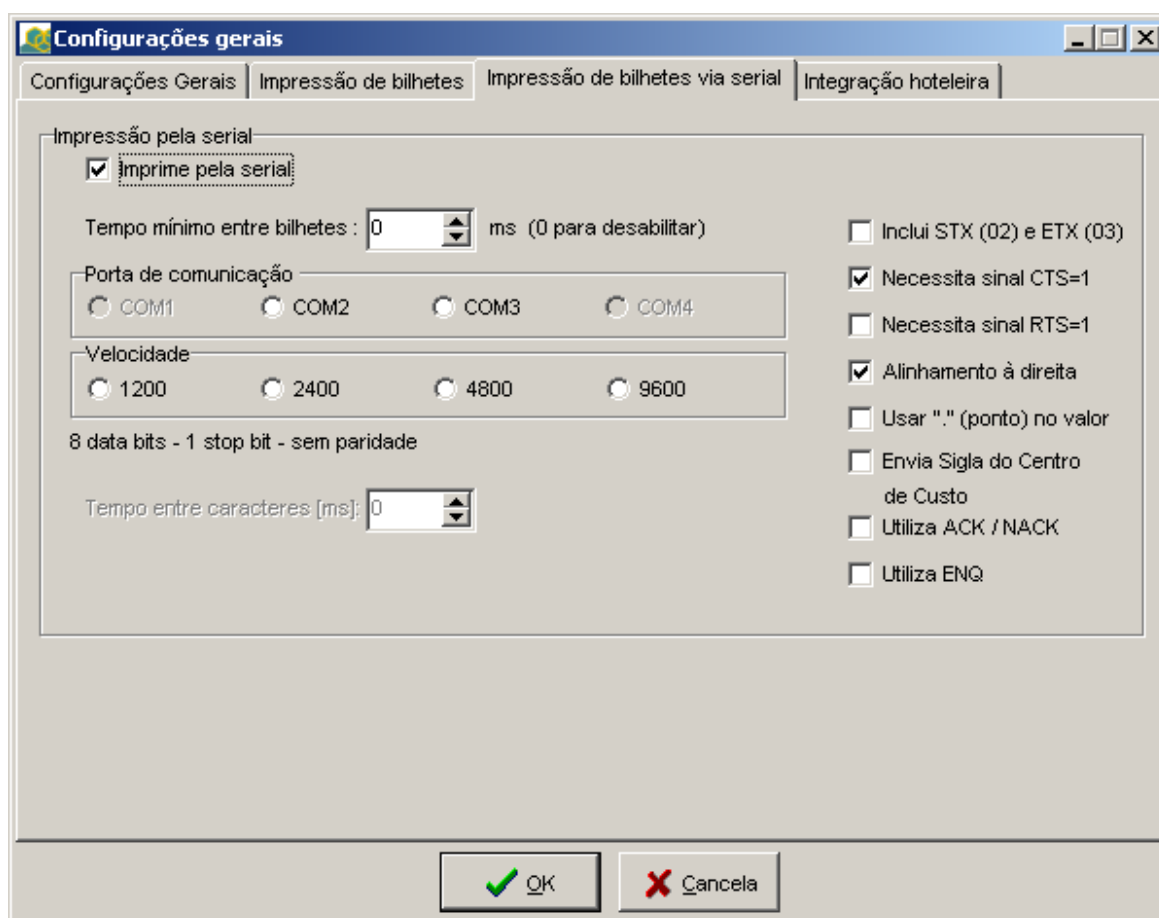 Configurações gerais
Configurações Gerais
Impressão de bilhetes
Impressão de bilhetes via serial
Integração hoteleira
Impressão pela serial
Imprime pela serial
Tempo mínimo entre bilhetes : 0 ms (0 para desabilitar)
Porta de comunicação
COM1 COM2 COM3 COM4
Velocidade
1200 2400 4800 9600
8 data bits - 1 stop bit - sem paridade
Tempo entre caracteres [ms]: 0
Inclui STX (02) e ETX (03)
Necessita sinal CTS=1
Necessita sinal RTS=1
Alinhamento à direita
Usar "." (ponto) no valor
Envia Sigla do Centro
de Custo
Utiliza ACK / NACK
Utiliza ENQ
OK
Cancela